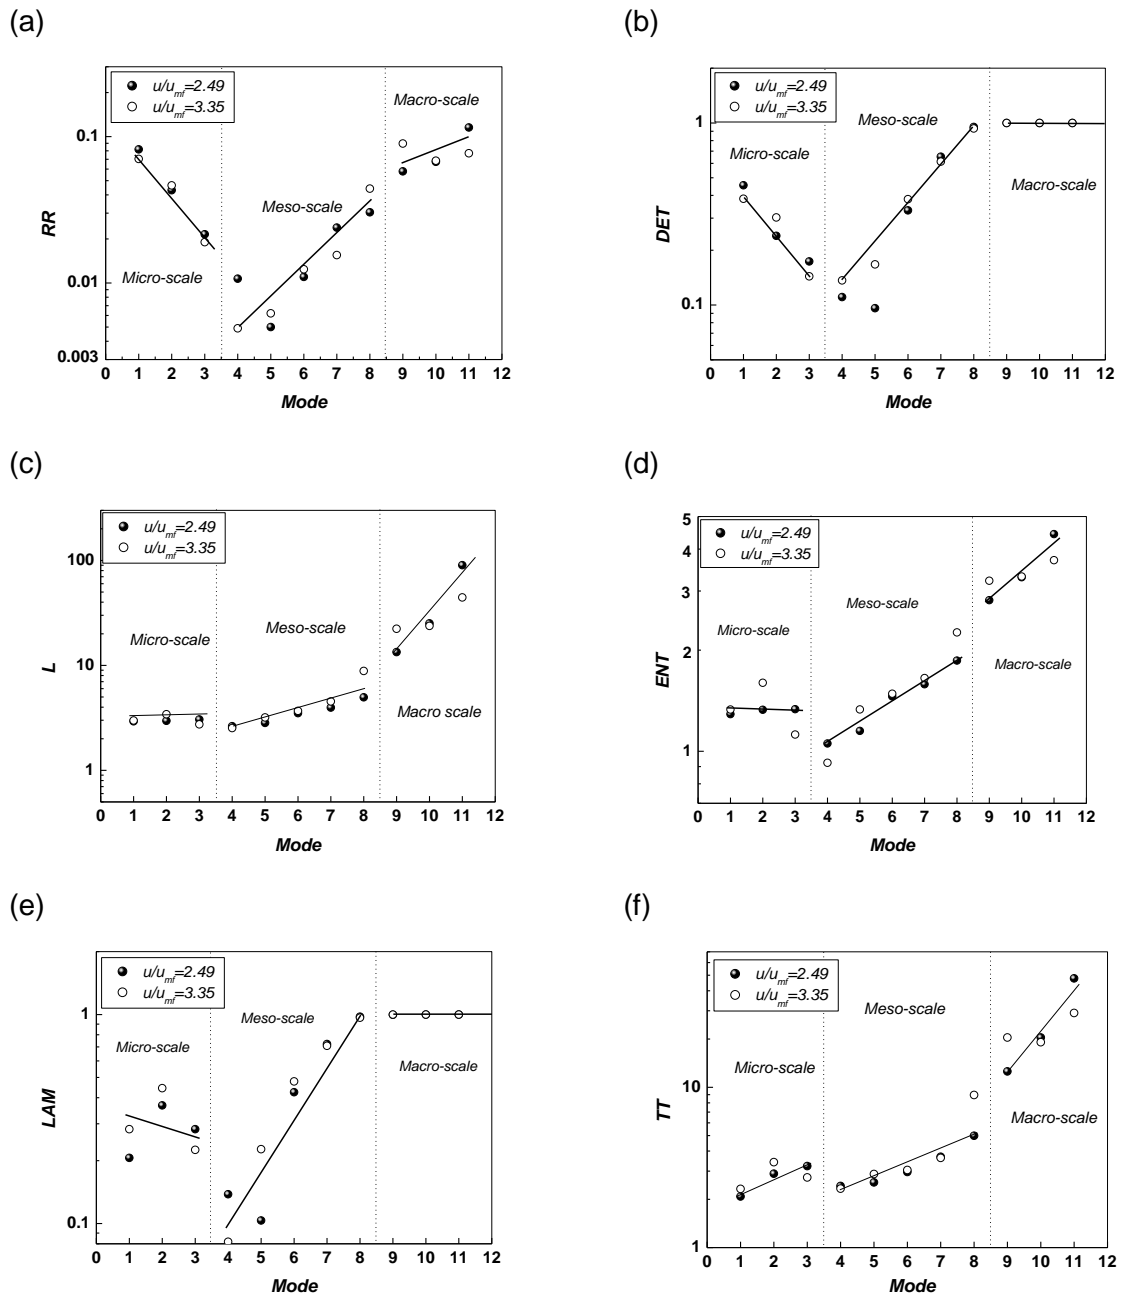 (a)
u/umf=2.49
u/umf=3.35
Macro-scale
Meso-scale
Micro-scale
0.1
0.01
0.003
RR
0 1 2 3 4 5 6 7 8 9 10 11 12
Mode
(b)
u/umf=2.49
u/umf=3.35
Meso-scale
Micro-scale
Macro-scale
1
0.1
DET
0 1 2 3 4 5 6 7 8 9 10 11 12
Mode
(c)
u/umf=2.49
u/umf=3.35
Micro-scale
Meso-scale
Macro scale
100
10
1
L
0 1 2 3 4 5 6 7 8 9 10 11 12
Mode
(d)
u/umf=2.49
u/umf=3.35
Meso-scale
Micro-scale
Macro-scale
5
4
3
2
1
ENT
0 1 2 3 4 5 6 7 8 9 10 11 12
Mode
(e)
u/umf=2.49
u/umf=3.35
Meso-scale
Micro-scale
Macro-scale
1
0.1
LAM
0 1 2 3 4 5 6 7 8 9 10 11 12
Mode
(f)
u/umf=2.49
u/umf=3.35
Meso-scale
Micro-scale
Macro-scale
10
1
TT
0 1 2 3 4 5 6 7 8 9 10 11 12
Mode